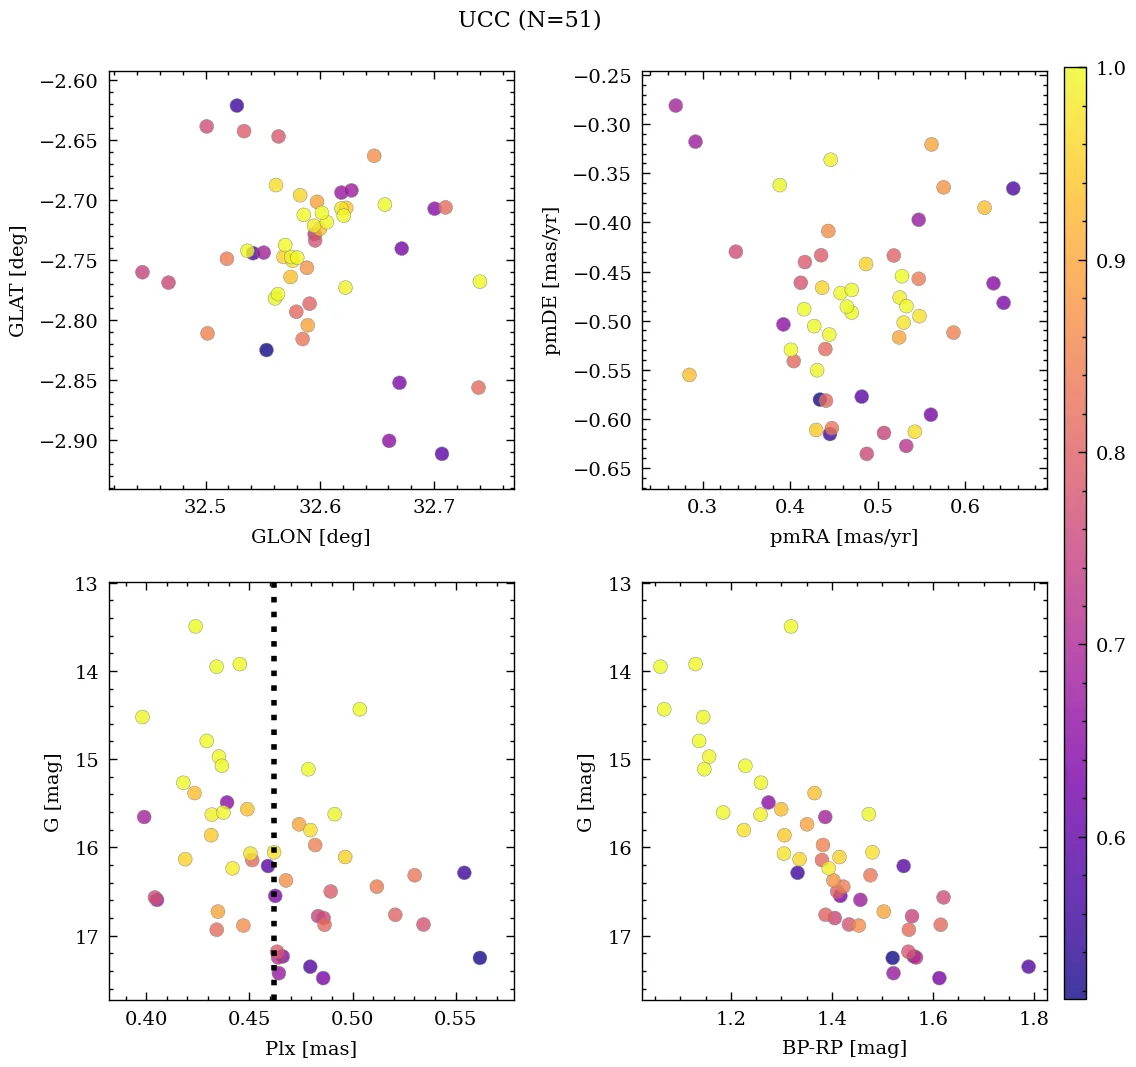 UCC (N=51)
−2.60
−2.65
−2.70
−2.75
−2.80
−2.85
−2.90
GLAT [deg]
32.5 32.6 32.7
GLON [deg]
−0.25
−0.30
−0.35
−0.40
−0.45
−0.50
−0.55
−0.60
−0.65
pmDE [mas/yr]
0.3 0.4 0.5 0.6
pmRA [mas/yr]
13
14
15
16
17
G [mag]
0.40 0.45 0.50 0.55
Plx [mas]
13
14
15
16
17
G [mag]
1.2 1.4 1.6 1.8
BP-RP [mag]
1.0
0.9
0.8
0.7
0.6